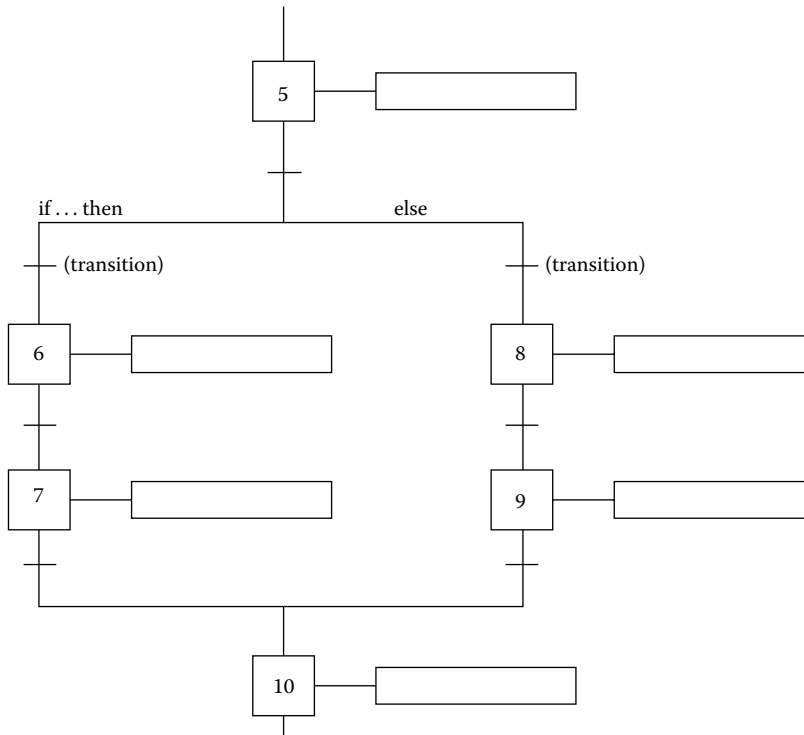 5
if . . . then
else
(transition)
(transition)
6
8
7
9
10